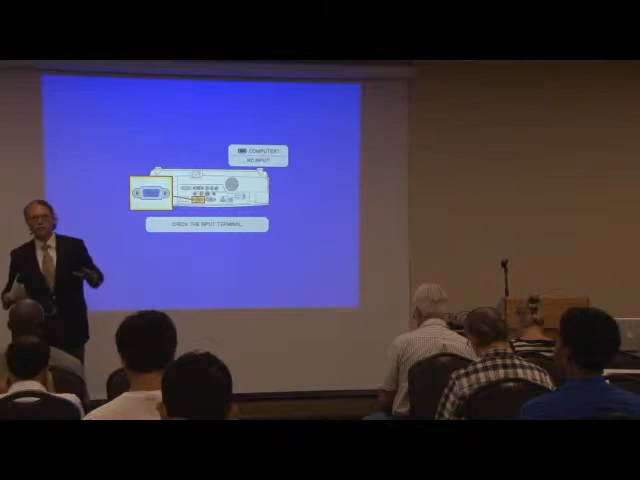 COMPUTER1
NO INPUT
CHECK THE INPUT TERMINAL.